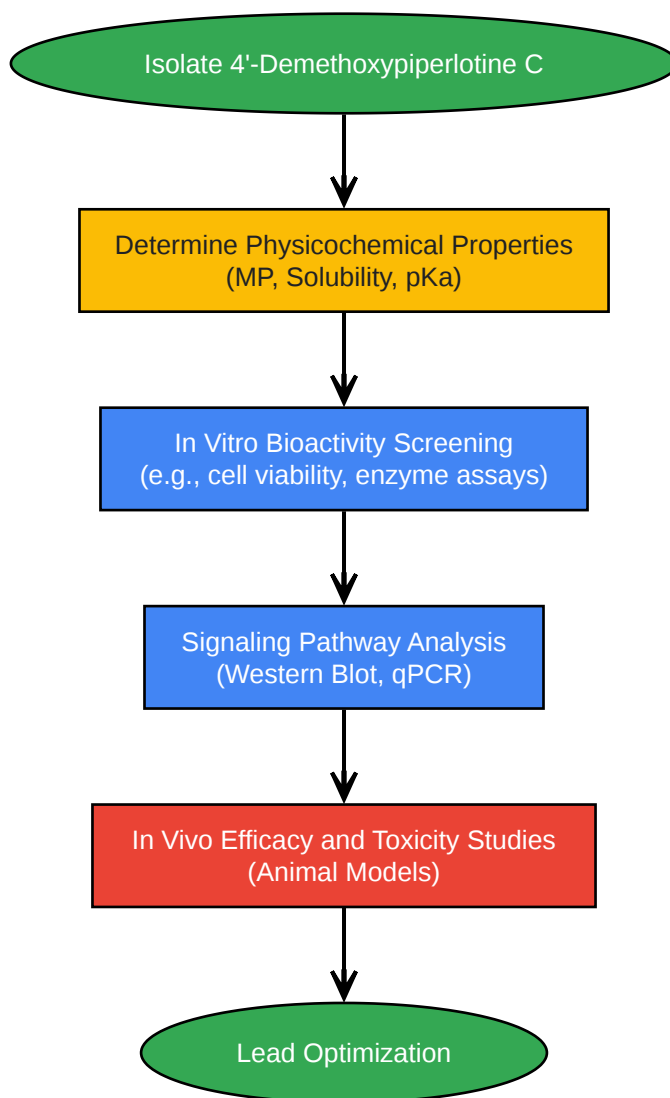 Isolate 4'-Demethoxypiperlotine C
Determine Physicochemical Properties
(MP, Solubility, pKa)
In Vitro Bioactivity Screening
(e.g., cell viability, enzyme assays)
Signaling Pathway Analysis
(Western Blot, qPCR)
In Vivo Efficacy and Toxicity Studies
(Animal Models)
Lead Optimization